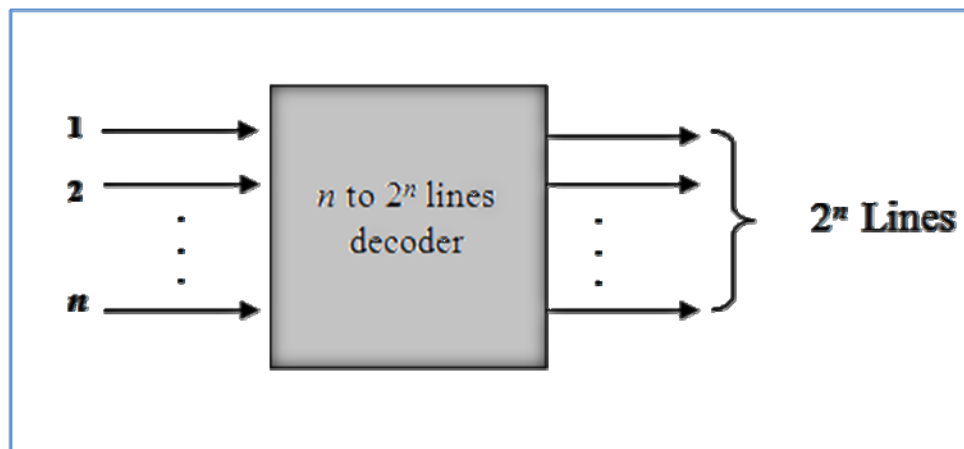 1
2
n
n to 2ⁿ lines
decoder
2ⁿ Lines